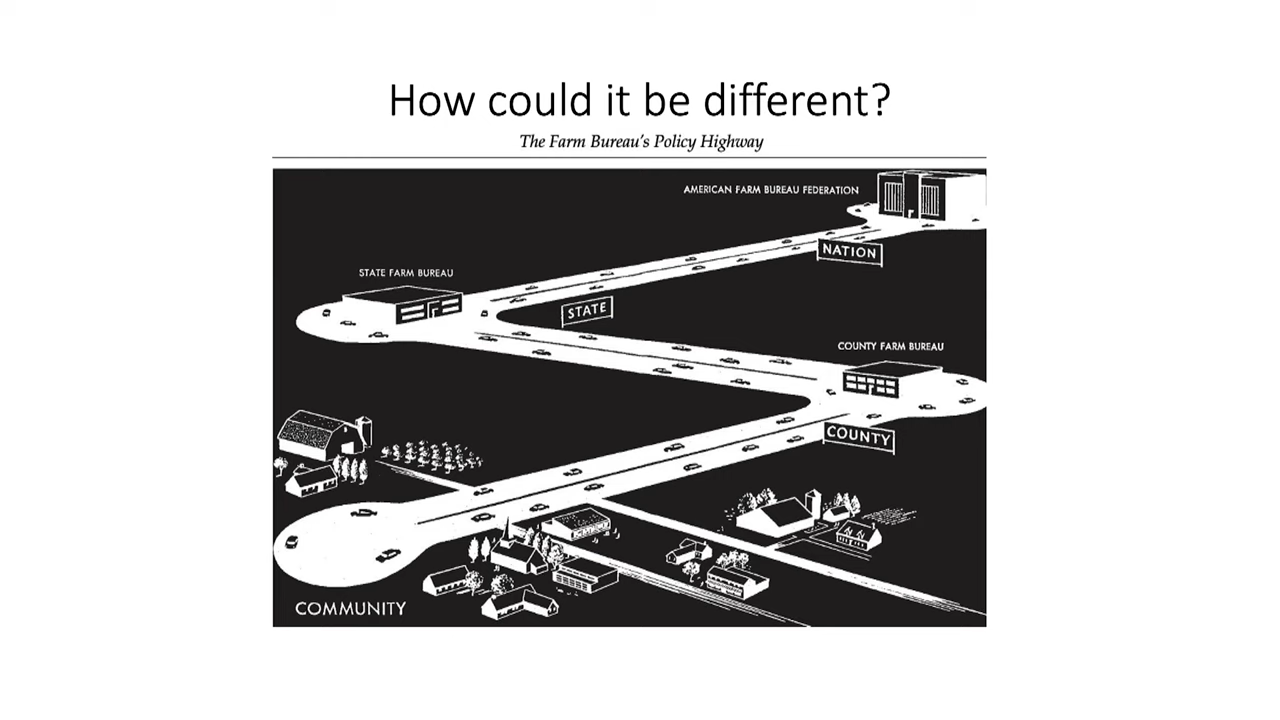 How could it be different?
The Farm Bureau's Policy Highway
AMERICAN FARM BUREAU FEDERATION
NATION
STATE FARM BUREAU
STATE
COUNTY FARM BUREAU
COUNTY
COMMUNITY